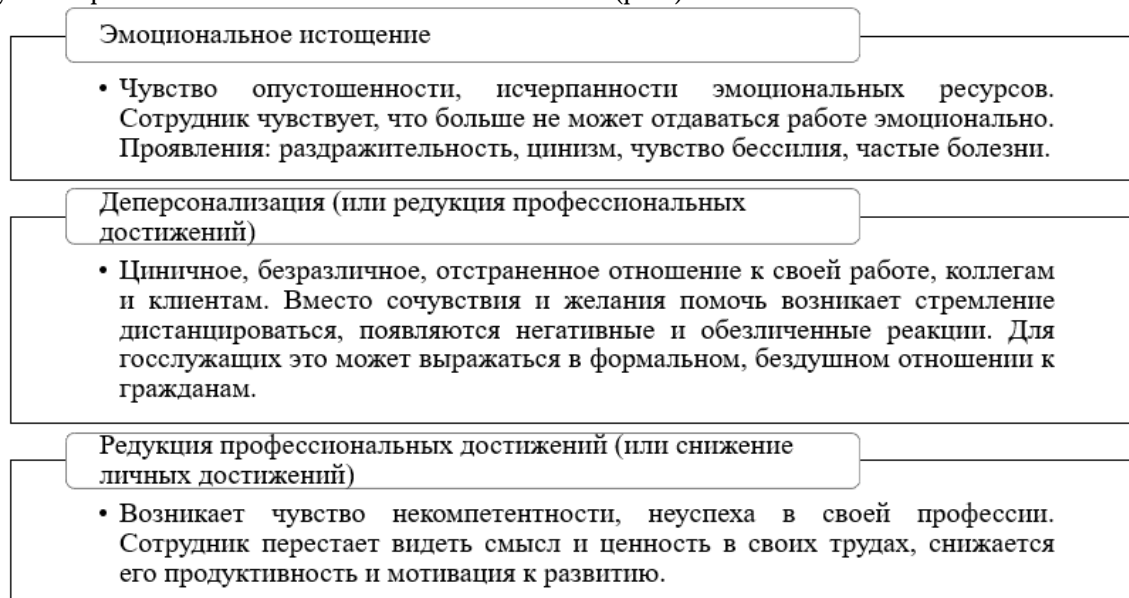 Эмоциональное истощение
• Чувство опустошенности, исчерпанности эмоциональных ресурсов.
Сотрудник чувствует, что больше не может отдаваться работе эмоционально.
Проявления: раздражительность, цинизм, чувство бессилия, частые болезни.
Деперсонализация (или редукция профессиональных
достижений)
• Циничное, безразличное, отстраненное отношение к своей работе, коллегам
и клиентам. Вместо сочувствия и желания помочь возникает стремление
дистанцироваться, появляются негативные и обезличенные реакции. Для
госслужащих это может выражаться в формальном, бездушном отношении к
гражданам.
Редукция профессиональных достижений (или снижение
личных достижений)
• Возникает чувство некомпетентности, неуспеха в своей профессии.
Сотрудник перестает видеть смысл и ценность в своих трудах, снижается
его продуктивность и мотивация к развитию.